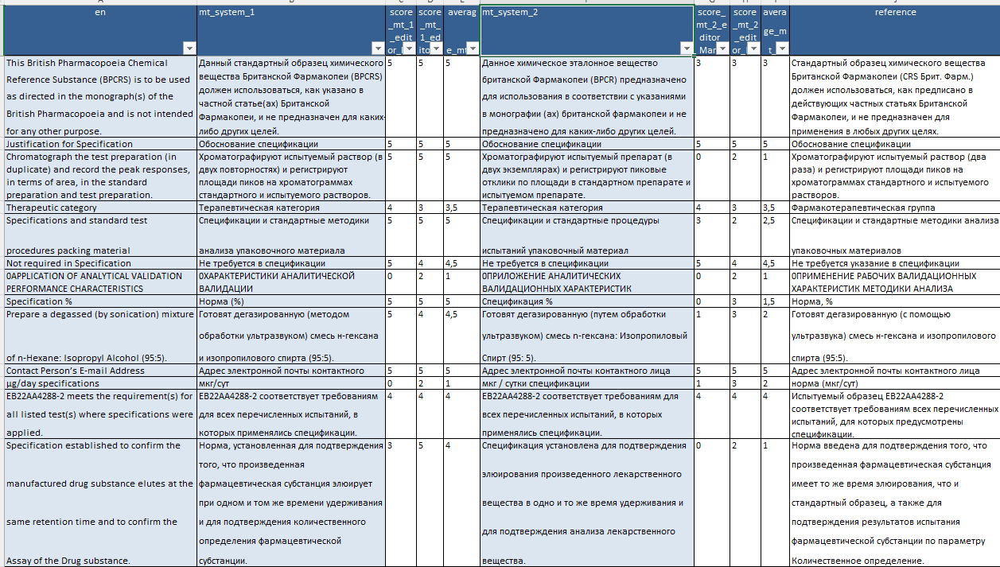 en
mt_system_1
score
_mt_1
_edit
or_
score
_mt_
1_ed
ito
averag
e_mt
mt_system_2
score_
mt_2_e
ditor_
Mar
score
_mt_2
_edit
or_
avera
ge_m
t_
reference
This British Pharmacopoeia Chemical
Reference Substance (BPCRS) is to be used
as directed in the monograph(s) of the
British Pharmacopoeia and is not intended
for any other purpose.
Данный стандартный образец химического
вещества Британской Фармакопеи (BPCRS)
должен использоваться, как указано в
частной статье(ах) Британской
Фармакопеи, и не предназначен для каких-
либо других целей.
5
5
5
Данное химическое эталонное вещество
британской Фармакопеи (BPCR) предназначено
для использования в соответствии с указаниями
в монографии (ах) британской фармакопеи и не
предназначено для каких-либо других целей.
3
3
3
Стандартный образец химического вещества
Британской Фармакопеи (CRS Брит. Фарм.)
должен использоваться, как предписано в
действующих частных статьях Британской
Фармакопеи, и не предназначен для
применения в любых других целях.
Justification for Specification
Обоснование спецификации
5
5
5
Обоснование спецификации
5
5
5
Обоснование спецификации
Chromatograph the test preparation (in
duplicate) and record the peak responses,
in terms of area, in the standard
preparation and test preparation.
Хроматографируют испытуемый раствор (в
двух повторностях) и регистрируют
площади пиков на хроматограммах
стандартного и испытуемого растворов.
5
5
5
Хроматографируют испытуемый препарат (в
двух экземплярах) и регистрируют пиковые
отклики по площади в стандартном препарате и
испытуемом препарате.
0
2
1
Хроматографируют испытуемый раствор (два
раза) и регистрируют площади пиков на
хроматограммах стандартного и испытуемого
растворов.
Therapeutic category
Терапевтическая категория
4
3
3,5
Терапевтическая категория
4
3
3,5
Фармакотерапевтическая группа
Specifications and standard test
procedures packing material
Спецификации и стандартные методики
анализа упаковочного материала
5
5
5
Спецификации и стандартные процедуры
испытаний упаковочный материал
3
2
2,5
Спецификации и стандартные методики анализа
упаковочных материалов
Not required in Specification
Не требуется в спецификации
5
4
4,5
Не требуется в спецификации
5
4
4,5
Не требуется указание в спецификации
0APPLICATION OF ANALYTICAL VALIDATION
PERFORMANCE CHARACTERISTICS
0ХАРАКТЕРИСТИКИ АНАЛИТИЧЕСКОЙ
ВАЛИДАЦИИ
0
2
1
0ПРИЛОЖЕНИЕ АНАЛИТИЧЕСКИХ
ВАЛИДАЦИОННЫХ ХАРАКТЕРИСТИК
0
2
1
0ПРИМЕНЕНИЕ РАБОЧИХ ВАЛИДАЦИОННЫХ
ХАРАКТЕРИСТИК МЕТОДИКИ АНАЛИЗА
Specification %
Норма (%)
5
5
5
Спецификация %
0
3
1,5
Норма, %
Prepare a degassed (by sonication) mixture
of n-Hexane: Isopropyl Alcohol (95:5).
Готовят дегазированную (методом
обработки ультразвуком) смесь н-гексана
и изопропилового спирта (95:5).
5
4
4,5
Готовят дегазированную (путем обработки
ультразвуком) смесь n-гексана: Изопропиловый
Спирт (95: 5).
1
3
2
Готовят дегазированную (с помощью
ультразвука) смесь н-гексана и изопропилового
спирта (95:5).
Contact Person’s E-mail Address
Адрес электронной почты контактного
5
5
5
Адрес электронной почты контактного лица
5
5
5
Адрес электронной почты контактного лица
µg/day specifications
мкг/сут
0
2
1
мкг / сутки спецификации
1
3
2
норма (мкг/сут)
EB22AA4288-2 meets the requirement(s) for
all listed test(s) where specifications were
applied.
EB22AA4288-2 соответствует требованиям
для всех перечисленных испытаний, в
которых применялись спецификации.
4
4
4
EB22AA4288-2 соответствует требованиям для
всех перечисленных испытаний, в которых
применялись спецификации.
4
4
4
Испытуемый образец EB22AA4288-2
соответствует требованиям всех перечисленных
испытаний, для которых предусмотрены
спецификации.
Specification established to confirm the
manufactured drug substance elutes at the
same retention time and to confirm the
Assay of the Drug substance.
Норма, установленная для подтверждения
того, что произведенная
фармацевтическая субстанция элюирует
при одном и том же времени удерживания
и для подтверждения количественного
определения фармацевтической
субстанции.
3
5
4
Спецификация установлена для подтверждения
элюирования произведенного лекарственного
вещества в одно и то же время удерживания и
для подтверждения анализа лекарственного
вещества.
0
2
1
Норма введена для подтверждения того, что
произведенная фармацевтическая субстанция
имеет то же время элюирования, что и
стандартный образец, а также для
подтверждения результатов испытания
фармацевтической субстанции по параметру
Количественное определение.